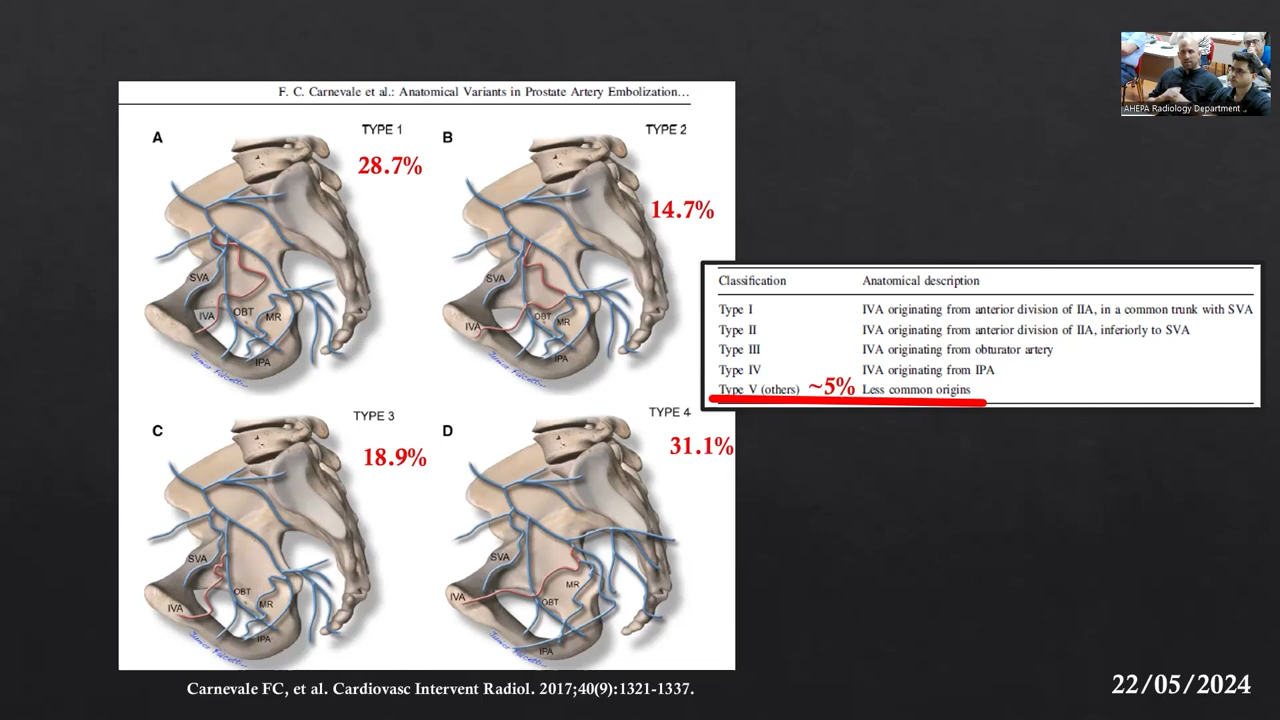 AHEPA Radiology Department
F. C. Carnevale et al.: Anatomical Variants in Prostate Artery Embolization...
A
TYPE 1
28.7%
SVA
IVA
OBT
MR
IPA
B
TYPE 2
14.7%
SVA
IVA
OBT
MR
IPA
Classification Anatomical description
Type I IVA originating from anterior division of IIA, in a common trunk with SVA
Type II IVA originating from anterior division of IIA, inferiorly to SVA
Type III IVA originating from obturator artery
Type IV IVA originating from IPA
Type V (others) ~5% Less common origins
C
TYPE 3
18.9%
SVA
IVA
OBT
MR
IPA
D
TYPE 4
31.1%
SVA
IVA
MR
OBT
IPA
Carnevale FC, et al. Cardiovasc Intervent Radiol. 2017;40(9):1321-1337.
22/05/2024